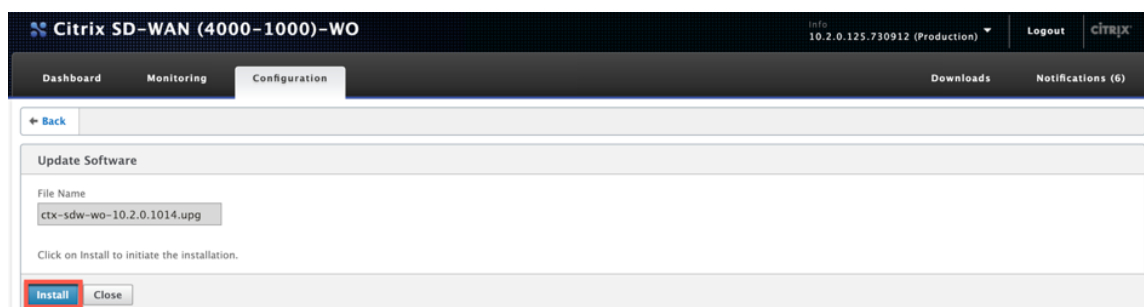 Citrix SD-WAN (4000-1000)-WO
Info
10.2.0.125.730912 (Production)
Logout
CİTRIX
Dashboard
Monitoring
Configuration
Downloads
Notifications (6)
Back
Update Software
File Name
ctx-sdw-wo-10.2.0.1014.upg
Click on Install to initiate the installation.
Install
Close